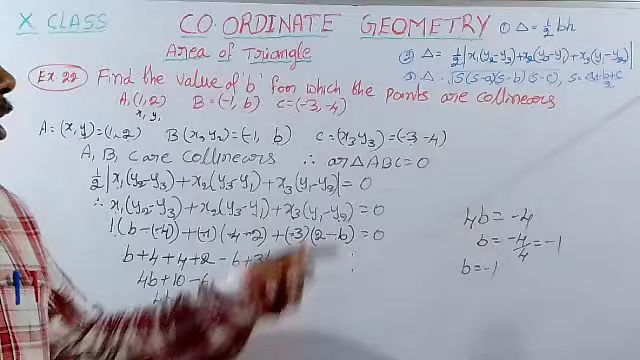 X CLASS CO-ORDINATE GEOMETRY ① Δ = 1/2 bh
Area of Triangle ② Δ = 1/2 |x₁(y₂-y₃)+x₂(y₃-y₁)+x₃(y₁-y₂)|
③ Δ = √s(s-a)(s-b)(s-c), s = a+b+c/2
Ex.22 Find the value of 'b' for which the points are collinears
A(1,2) B = (-1, b) C = (-3, -4)
x₁ y₁
A = (x, y) = (1, 2) B(x₂ y₂) = (-1, b) C = (x₃ y₃) = (-3 -4)
A, B, C are collinears ∴ ar ΔABC = 0
1/2 |x₁(y₂-y₃)+x₂(y₃-y₁)+x₃(y₁-y₂)| = 0
∴ x₁(y₂-y₃)+x₂(y₃-y₁)+x₃(y₁-y₂) = 0
1(b-(-4))+(-1)(-4-2)+(-3)(2-b) = 0
b+4+4+2-6+3b
4b+10-6
4b = -4
b = -4/4 = -1
b = -1